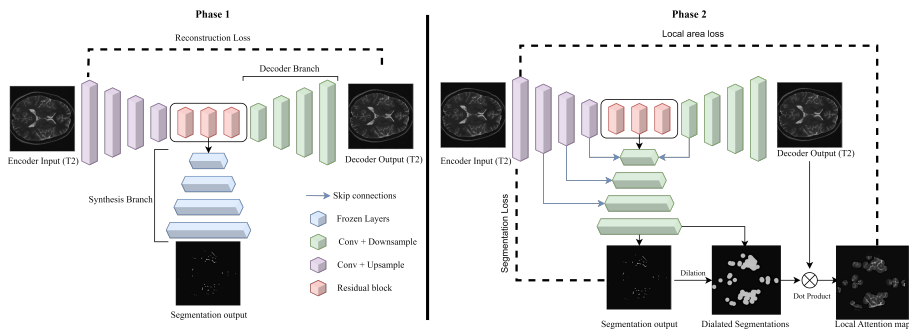 Phase 1
Reconstruction Loss
Decoder Branch
Encoder Input (T2)
Decoder Output (T2)
Synthesis Branch
Segmentation output
Skip connections
Frozen Layers
Conv + Downsample
Conv + Upsample
Residual block
Phase 2
Local area loss
Encoder Input (T2)
Decoder Output (T2)
Segmentation Loss
Dilation
Dot Product
Segmentation output
Dialated Segmentations
Local Attention map